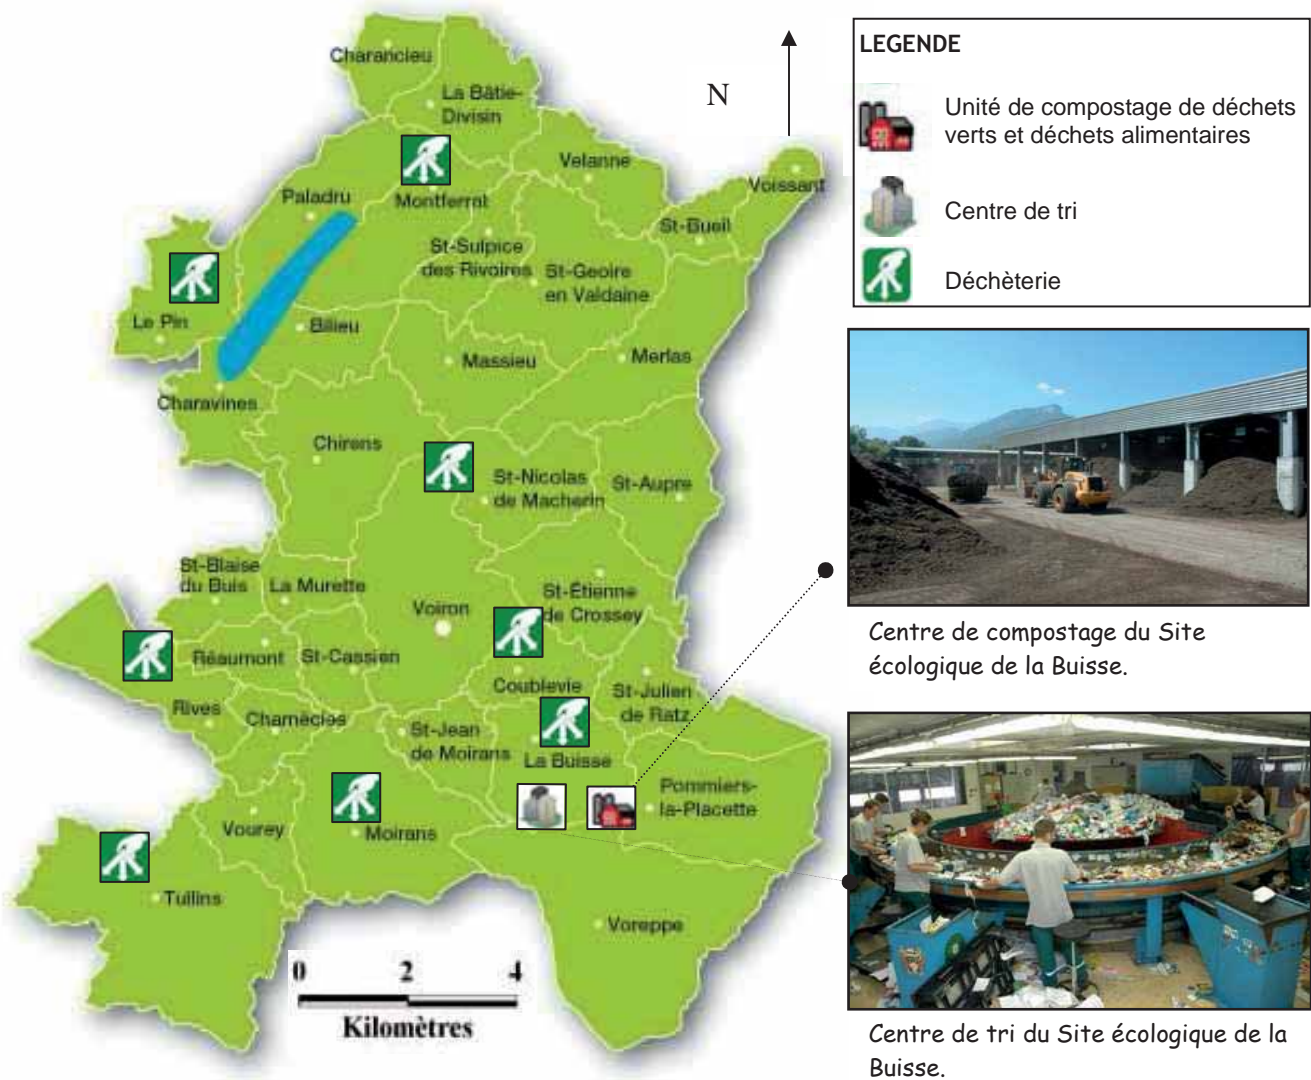 Charancieu
La Bâtie-
Divisin
Velanne
Voissant
Paladru
Montferrat
St-Bueil
St-Sulpice
des Rivoires
St-Geoire
en Valdaine
Le Pin
Bilieu
Massieu
Merlas
Charavines
Chirens
St-Nicolas
de Macherin
St-Aupre
St-Blaise
du Buis
La Murette
St-Étienne
de Crossey
Voiron
Réaumont
St-Cassien
Coublevie
St-Julien
de Ratz
Rives
Charnècles
St-Jean
de Moirans
La Buisse
Pommiers-
la-Placette
Vourey
Moirans
Tullins
Voreppe
0 2 4
Kilomètres
N
LEGENDE
Unité de compostage de déchets
verts et déchets alimentaires
Centre de tri
Déchèterie
Centre de compostage du Site
écologique de la Buisse.
Centre de tri du Site écologique de la
Buisse.